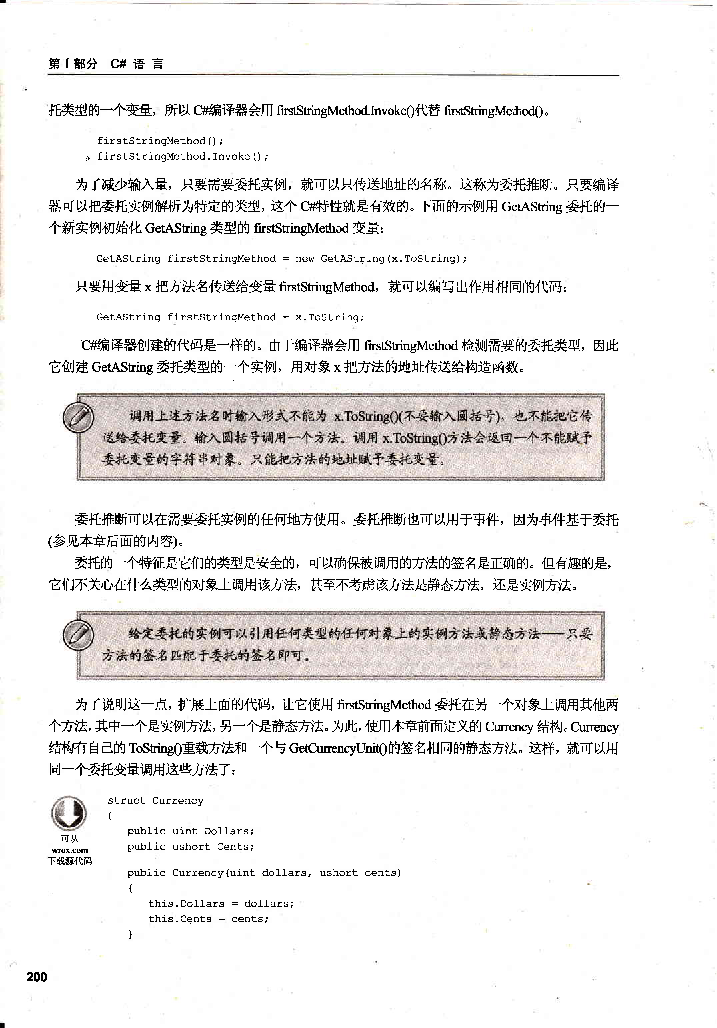 第Ⅰ部分 C# 语 言
托类型的一个变量，所以 C#编译器会用 firstStringMethod.Invoke()代替 firstStringMethod()。
firstStringMethod();
firstStringMethod.Invoke();
为了减少输入量，只要需要委托实例，就可以只传送地址的名称。这称为委托推断。只要编译
器可以把委托实例解析为特定的类型，这个 C#特性就是有效的。下面的示例用 GetAString 委托的一
个新实例初始化 GetAString 类型的 firstStringMethod 变量：
GetAString firstStringMethod = new GetAString(x.ToString);
只要用变量 x 把方法名传送给变量 firstStringMethod，就可以编写出作用相同的代码：
GetAString firstStringMethod = x.ToString;
C#编译器创建的代码是一样的。由于编译器会用 firstStringMethod 检测需要的委托类型，因此
它创建 GetAString 委托类型的一个实例，用对象 x 把方法的地址传送给构造函数。
调用上述方法名时输入形式不能为 x.ToString()(不要输入圆括号)，也不能把它传
送给委托变量。输入圆括号调用一个方法。调用 x.ToString()方法会返回一个不能赋予
委托变量的字符串对象。只能把方法的地址赋予委托变量。
委托推断可以在需要委托实例的任何地方使用。委托推断也可以用于事件，因为事件基于委托
(参见本章后面的内容)。
委托的一个特征是它们的类型是安全的，可以确保被调用的方法的签名是正确的。但有趣的是，
它们不关心在什么类型的对象上调用该方法，甚至不考虑该方法是静态方法，还是实例方法。
给定委托的实例可以引用任何类型的任何对象上的实例方法或静态方法——只要
方法的签名匹配于委托的签名即可。
为了说明这一点，扩展上面的代码，让它使用 firstStringMethod 委托在另一个对象上调用其他两
个方法，其中一个是实例方法，另一个是静态方法。为此，使用本章前面定义的 Currency 结构。Currency
结构有自己的 ToString()重载方法和一个与 GetCurrencyUnit()的签名相同的静态方法。这样，就可以用
同一个委托变量调用这些方法了：
可从
wrox.com
下载源代码
struct Currency
{
public uint Dollars;
public ushort Cents;
public Currency(uint dollars, ushort cents)
{
this.Dollars = dollars;
this.Cents = cents;
}
200